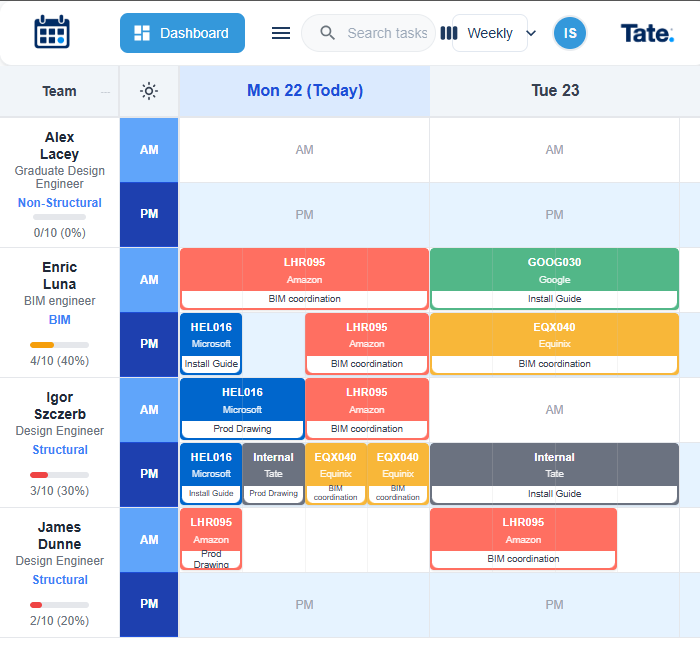 Dashboard
Search tasks
Weekly
IS
Tate.
Team
Mon 22 (Today)
Tue 23
Alex
Lacey
Graduate Design
Engineer
Non-Structural
0/10 (0%)
AM
AM
AM
PM
PM
PM
Enric
Luna
BIM engineer
BIM
4/10 (40%)
AM
LHR095
Amazon
BIM coordination
GOOG030
Google
Install Guide
PM
HEL016
Microsoft
Install Guide
LHR095
Amazon
BIM coordination
EQX040
Equinix
BIM coordination
Igor
Szczerb
Design Engineer
Structural
3/10 (30%)
AM
HEL016
Microsoft
Prod Drawing
LHR095
Amazon
BIM coordination
AM
PM
HEL016
Microsoft
Install Guide
Internal
Tate
Prod Drawing
EQX040
Equinix
BIM
coordination
EQX040
Equinix
BIM
coordination
Internal
Tate
Install Guide
James
Dunne
Design Engineer
Structural
2/10 (20%)
AM
LHR095
Amazon
Prod
Drawing
LHR095
Amazon
BIM coordination
PM
PM
PM